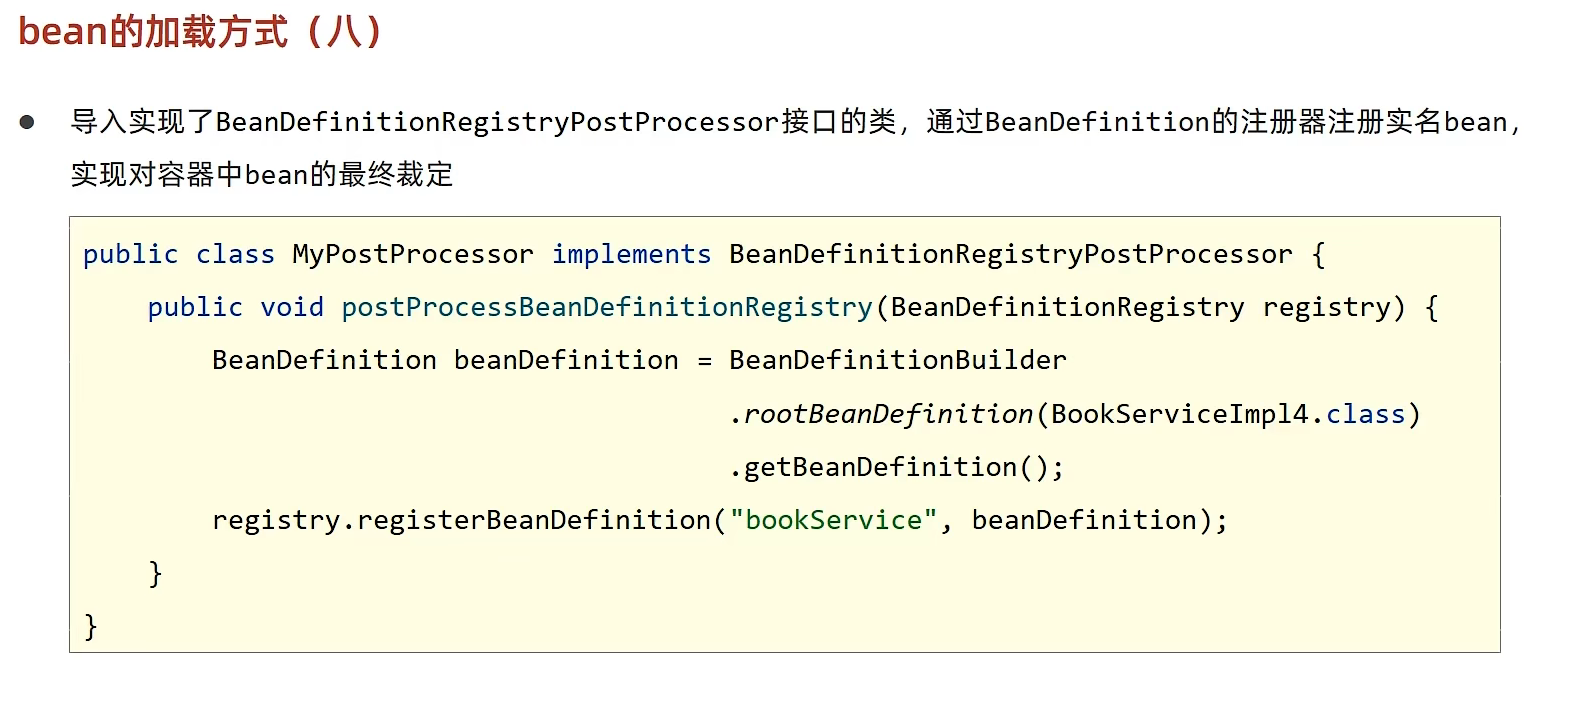 bean的加载方式（八）
● 导入实现了BeanDefinitionRegistryPostProcessor接口的类，通过BeanDefinition的注册器注册实名bean，
实现对容器中bean的最终裁定
public class MyPostProcessor implements BeanDefinitionRegistryPostProcessor {
    public void postProcessBeanDefinitionRegistry(BeanDefinitionRegistry registry) {
        BeanDefinition beanDefinition = BeanDefinitionBuilder
                                        .rootBeanDefinition(BookServiceImpl4.class)
                                        .getBeanDefinition();
        registry.registerBeanDefinition("bookService", beanDefinition);
    }
}